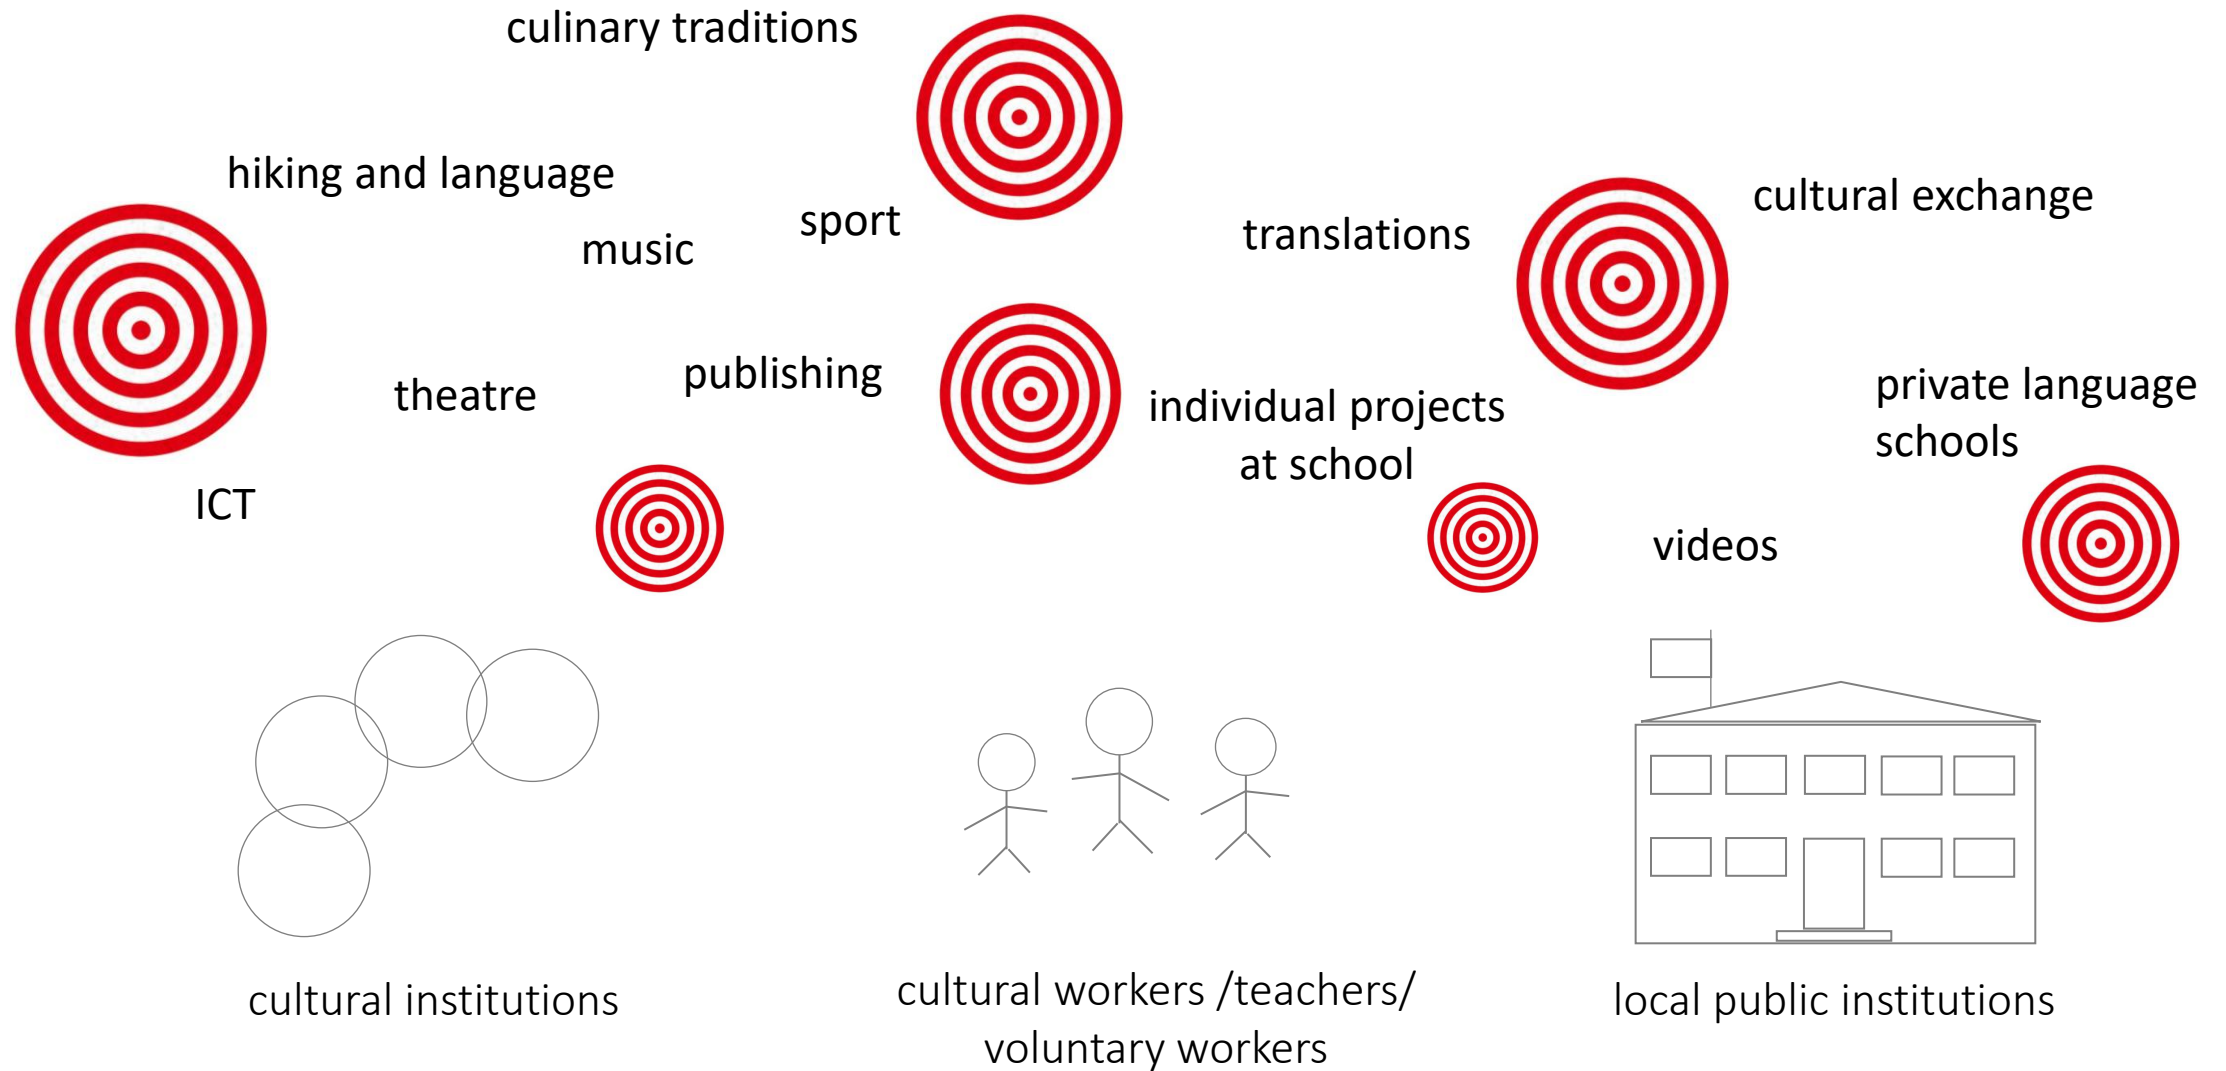 culinary traditions
hiking and language
cultural exchange
sport
translations
music
publishing
theatre
individual projects
at school
private language
schools
ICT
videos
cultural institutions
cultural workers /teachers/
voluntary workers
local public institutions